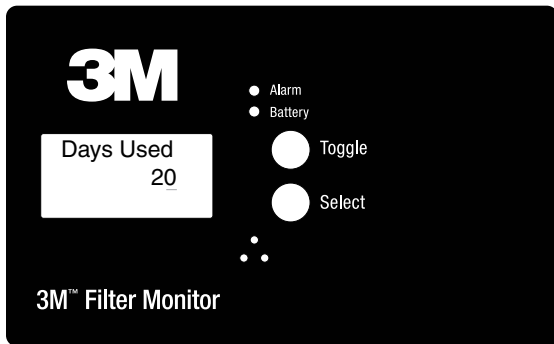 3M
Alarm
Battery
Days Used
20
Toggle
Select
3M™ Filter Monitor